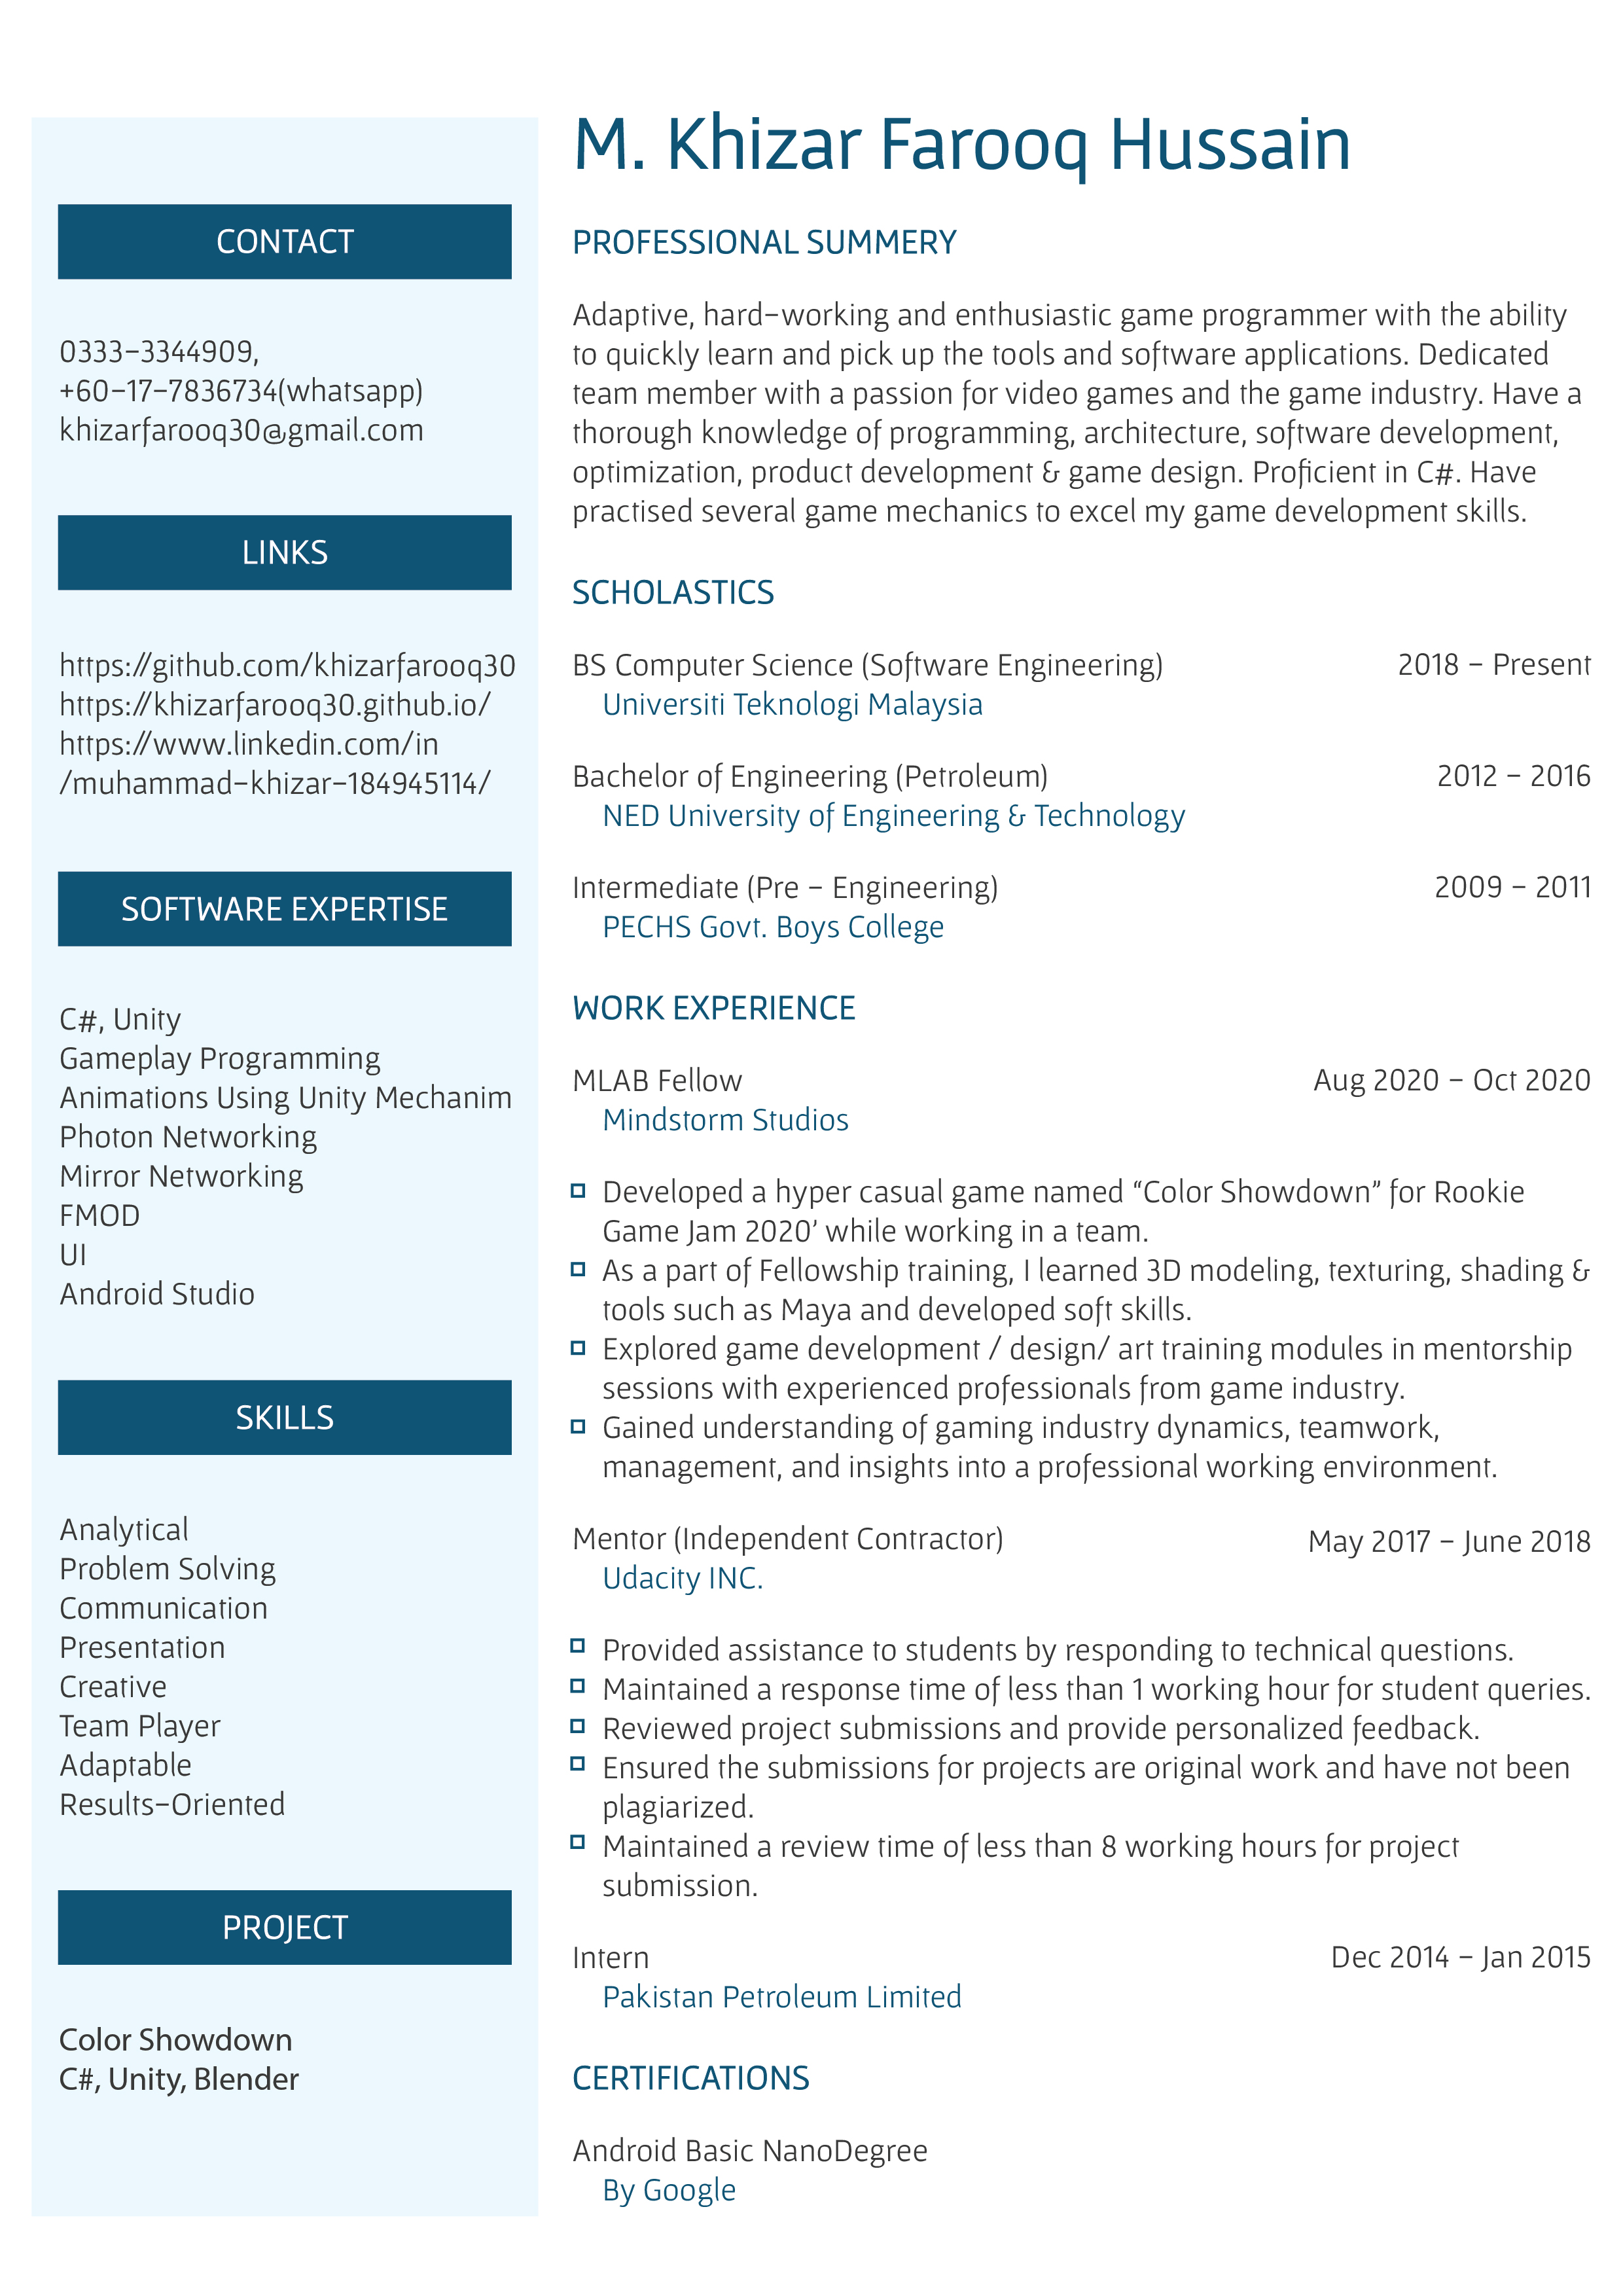 M. Khizar Farooq Hussain
CONTACT
0333-3344909,
+60-17-7836734(whatsapp)
khizarfarooq30@gmail.com
LINKS
https://github.com/khizarfarooq30
https://khizarfarooq30.github.io/
https://www.linkedin.com/in
/muhammad-khizar-184945114/
SOFTWARE EXPERTISE
C#, Unity
Gameplay Programming
Animations Using Unity Mechanim
Photon Networking
Mirror Networking
FMOD
UI
Android Studio
SKILLS
Analytical
Problem Solving
Communication
Presentation
Creative
Team Player
Adaptable
Results-Oriented
PROJECT
Color Showdown
C#, Unity, Blender
PROFESSIONAL SUMMERY
Adaptive, hard-working and enthusiastic game programmer with the ability
to quickly learn and pick up the tools and software applications. Dedicated
team member with a passion for video games and the game industry. Have a
thorough knowledge of programming, architecture, software development,
optimization, product development & game design. Proficient in C#. Have
practised several game mechanics to excel my game development skills.
SCHOLASTICS
BS Computer Science (Software Engineering) 2018 - Present
Universiti Teknologi Malaysia
Bachelor of Engineering (Petroleum) 2012 - 2016
NED University of Engineering & Technology
Intermediate (Pre - Engineering) 2009 - 2011
PECHS Govt. Boys College
WORK EXPERIENCE
MLAB Fellow Aug 2020 - Oct 2020
Mindstorm Studios
Developed a hyper casual game named “Color Showdown” for Rookie
Game Jam 2020’ while working in a team.
As a part of Fellowship training, I learned 3D modeling, texturing, shading &
tools such as Maya and developed soft skills.
Explored game development / design/ art training modules in mentorship
sessions with experienced professionals from game industry.
Gained understanding of gaming industry dynamics, teamwork,
management, and insights into a professional working environment.
Mentor (Independent Contractor) May 2017 - June 2018
Udacity INC.
Provided assistance to students by responding to technical questions.
Maintained a response time of less than 1 working hour for student queries.
Reviewed project submissions and provide personalized feedback.
Ensured the submissions for projects are original work and have not been
plagiarized.
Maintained a review time of less than 8 working hours for project
submission.
Intern Dec 2014 - Jan 2015
Pakistan Petroleum Limited
CERTIFICATIONS
Android Basic NanoDegree
By Google